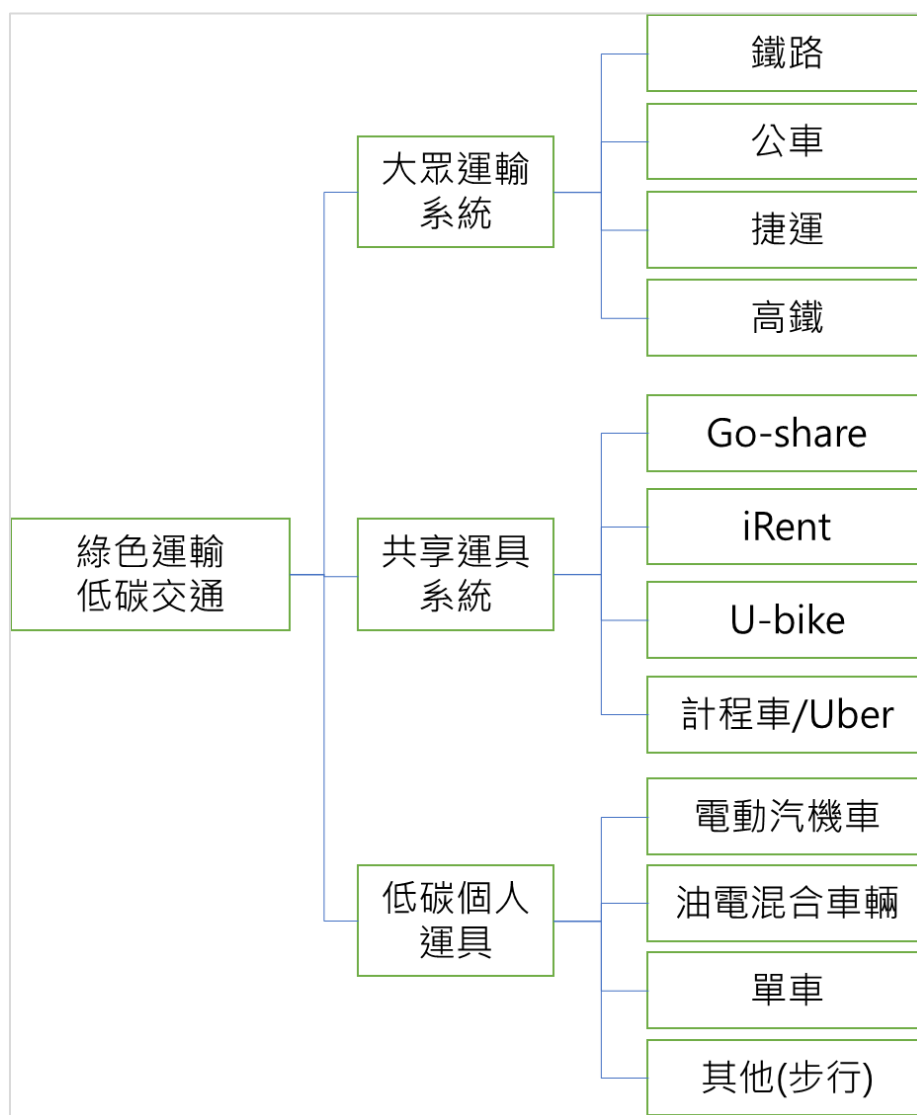 綠色運輸
低碳交通
大眾運輸
系統
鐵路
公車
捷運
高鐵
共享運具
系統
Go-share
iRent
U-bike
計程車/Uber
低碳個人
運具
電動汽機車
油電混合車輛
單車
其他(步行)